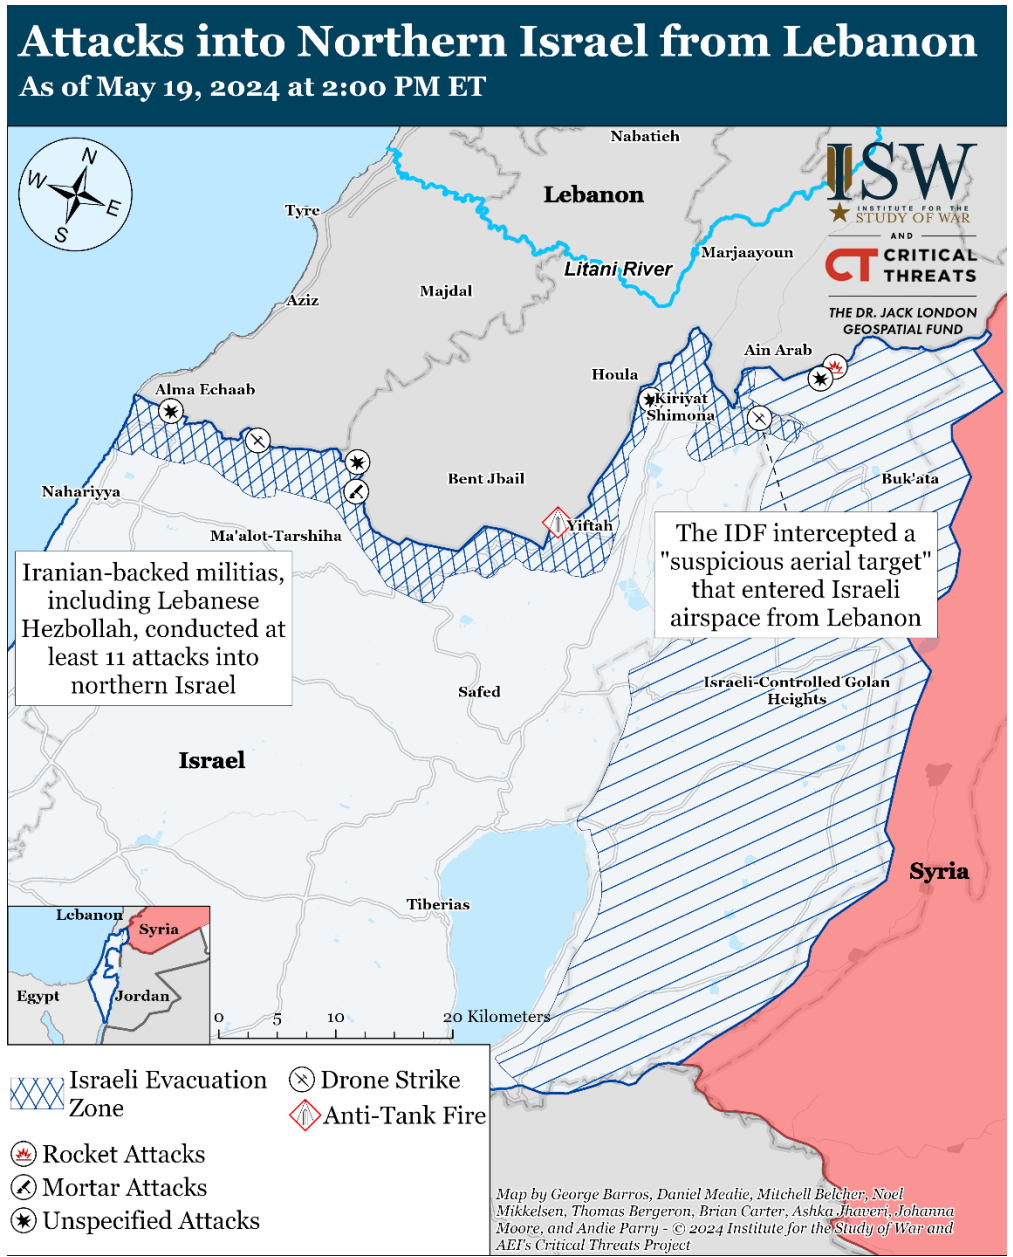 Attacks into Northern Israel from Lebanon
As of May 19, 2024 at 2:00 PM ET
N
W
E
S
Nabatieh
Lebanon
ISW
INSTITUTE FOR THE
STUDY OF WAR
AND
CT CRITICAL
THREATS
THE DR. JACK LONDON
GEOSPATIAL FUND
Tyre
Marjaayoun
Litani River
Majdal
Aziz
Ain Arab
Houla
Alma Echaab
Kiriyat
Shimona
Bent Jbail
Buk'ata
Nahariyya
Yiftah
Ma'alot-Tarshiha
The IDF intercepted a
"suspicious aerial target"
that entered Israeli
airspace from Lebanon
Iranian-backed militias,
including Lebanese
Hezbollah, conducted at
least 11 attacks into
northern Israel
Safed
Israeli-Controlled Golan
Heights
Israel
Syria
Tiberias
Lebanon
Syria
Egypt
Jordan
0 5 10 20 Kilometers
Israeli Evacuation
Zone
Drone Strike
Anti-Tank Fire
Rocket Attacks
Mortar Attacks
Unspecified Attacks
Map by George Barros, Daniel Mealie, Mitchell Belcher, Noel
Mikkelsen, Thomas Bergeron, Brian Carter, Ashka Jhaveri, Johanna
Moore, and Andie Parry - © 2024 Institute for the Study of War and
AEI's Critical Threats Project